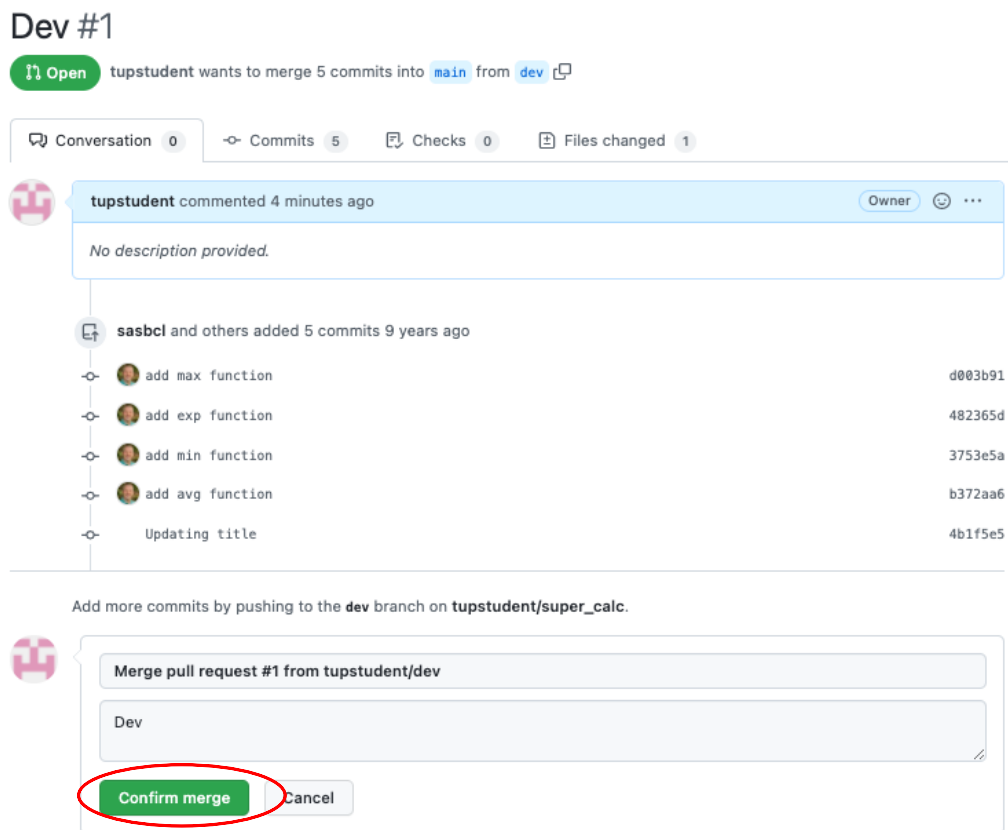 Dev #1
Open tupstudent wants to merge 5 commits into main from dev
Conversation 0 Commits 5 Checks 0 Files changed 1
tupstudent commented 4 minutes ago Owner ···
No description provided.
sasbcl and others added 5 commits 9 years ago
add max function d003b91
add exp function 482365d
add min function 3753e5a
add avg function b372aa6
Updating title 4b1f5e5
Add more commits by pushing to the dev branch on tupstudent/super_calc.
Merge pull request #1 from tupstudent/dev
Dev
Confirm merge Cancel